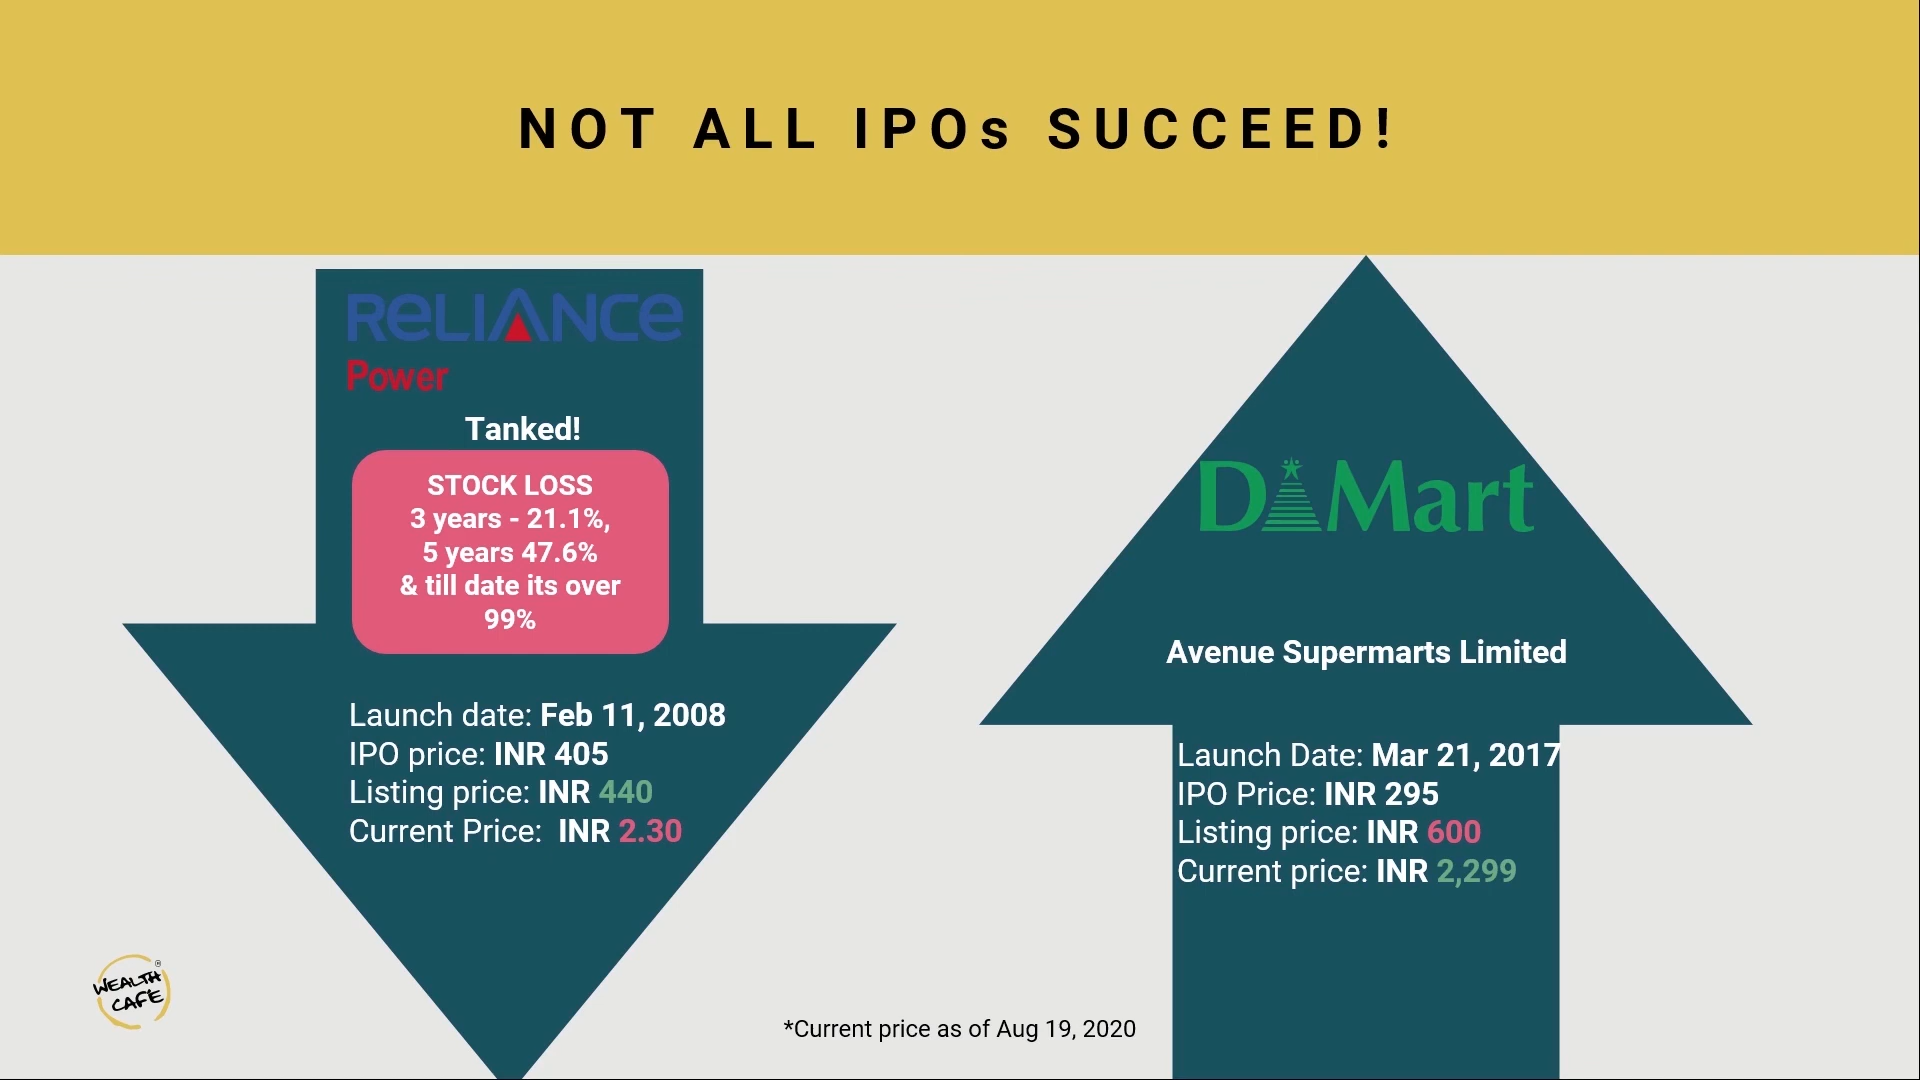 NOT ALL IPOs SUCCEED!
RELIANCE
Power
Tanked!
STOCK LOSS
3 years - 21.1%,
5 years 47.6%
& till date its over
99%
Launch date: Feb 11, 2008
IPO price: INR 405
Listing price: INR 440
Current Price: INR 2.30
D Mart
Avenue Supermarts Limited
Launch Date: Mar 21, 2017
IPO Price: INR 295
Listing price: INR 600
Current price: INR 2,299
WEALTH
CAFE
®
*Current price as of Aug 19, 2020